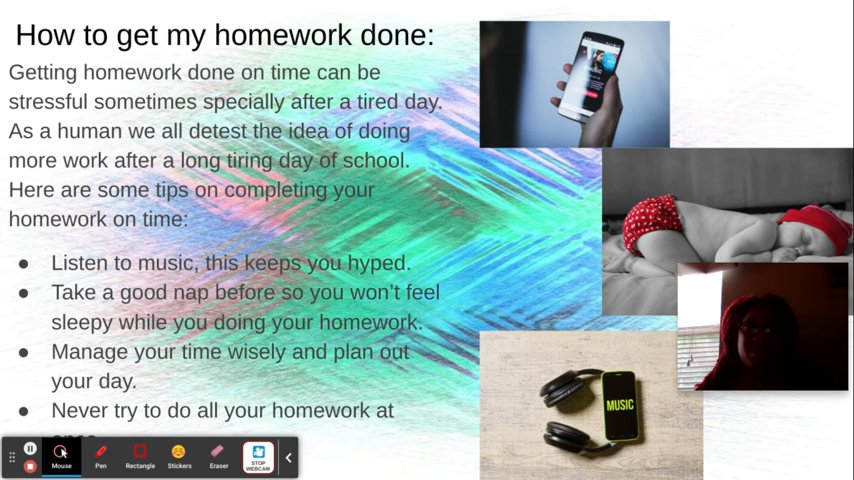 How to get my homework done:
Getting homework done on time can be
stressful sometimes specially after a tired day.
As a human we all detest the idea of doing
more work after a long tiring day of school.
Here are some tips on completing your
homework on time:
● Listen to music, this keeps you hyped.
● Take a good nap before so you won't feel
sleepy while you doing your homework.
● Manage your time wisely and plan out
your day.
● Never try to do all your homework at
MUSIC
Mouse
Pen
Rectangle
Stickers
Eraser
STOP
WEBCAM